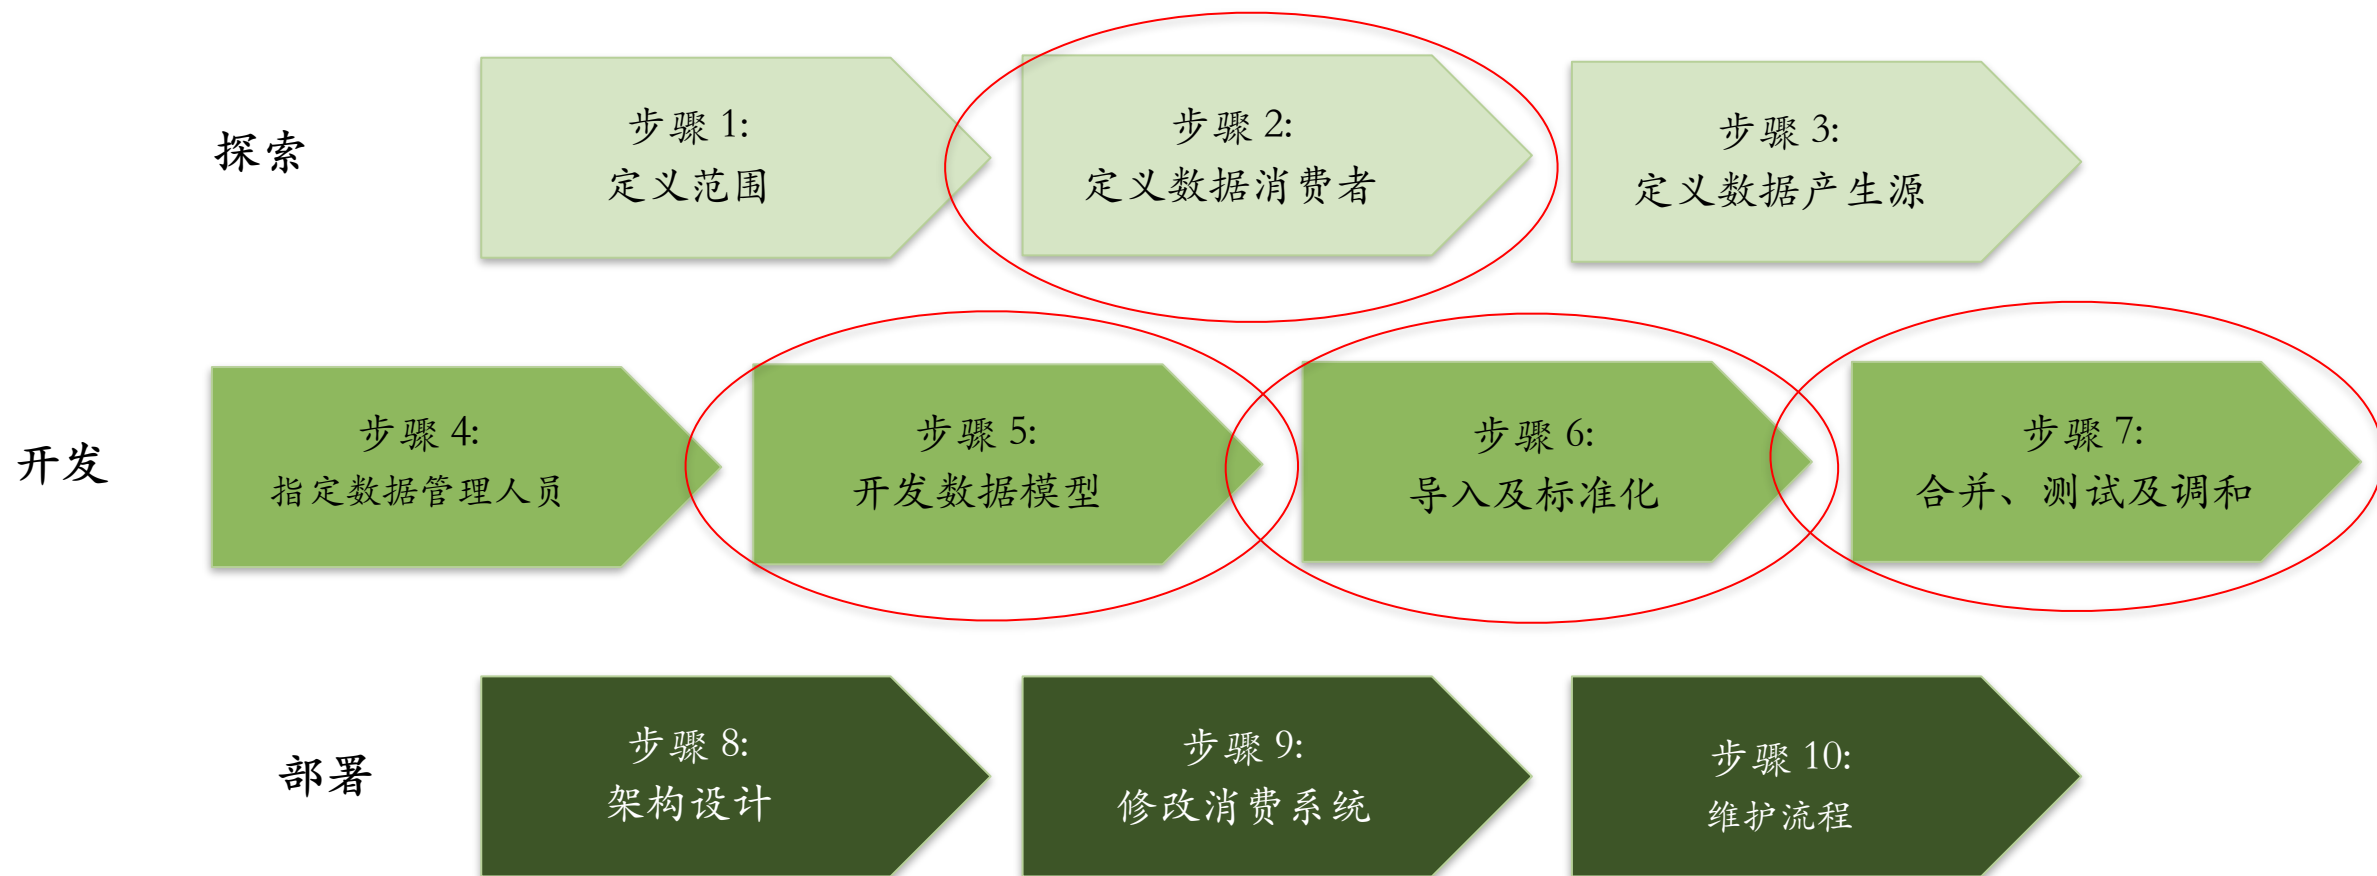 探索
步骤 1:
定义范围
步骤 2:
定义数据消费者
步骤 3:
定义数据产生源
开发
步骤 4:
指定数据管理人员
步骤 5:
开发数据模型
步骤 6:
导入及标准化
步骤 7:
合并、测试及调和
部署
步骤 8:
架构设计
步骤 9:
修改消费系统
步骤 10:
维护流程